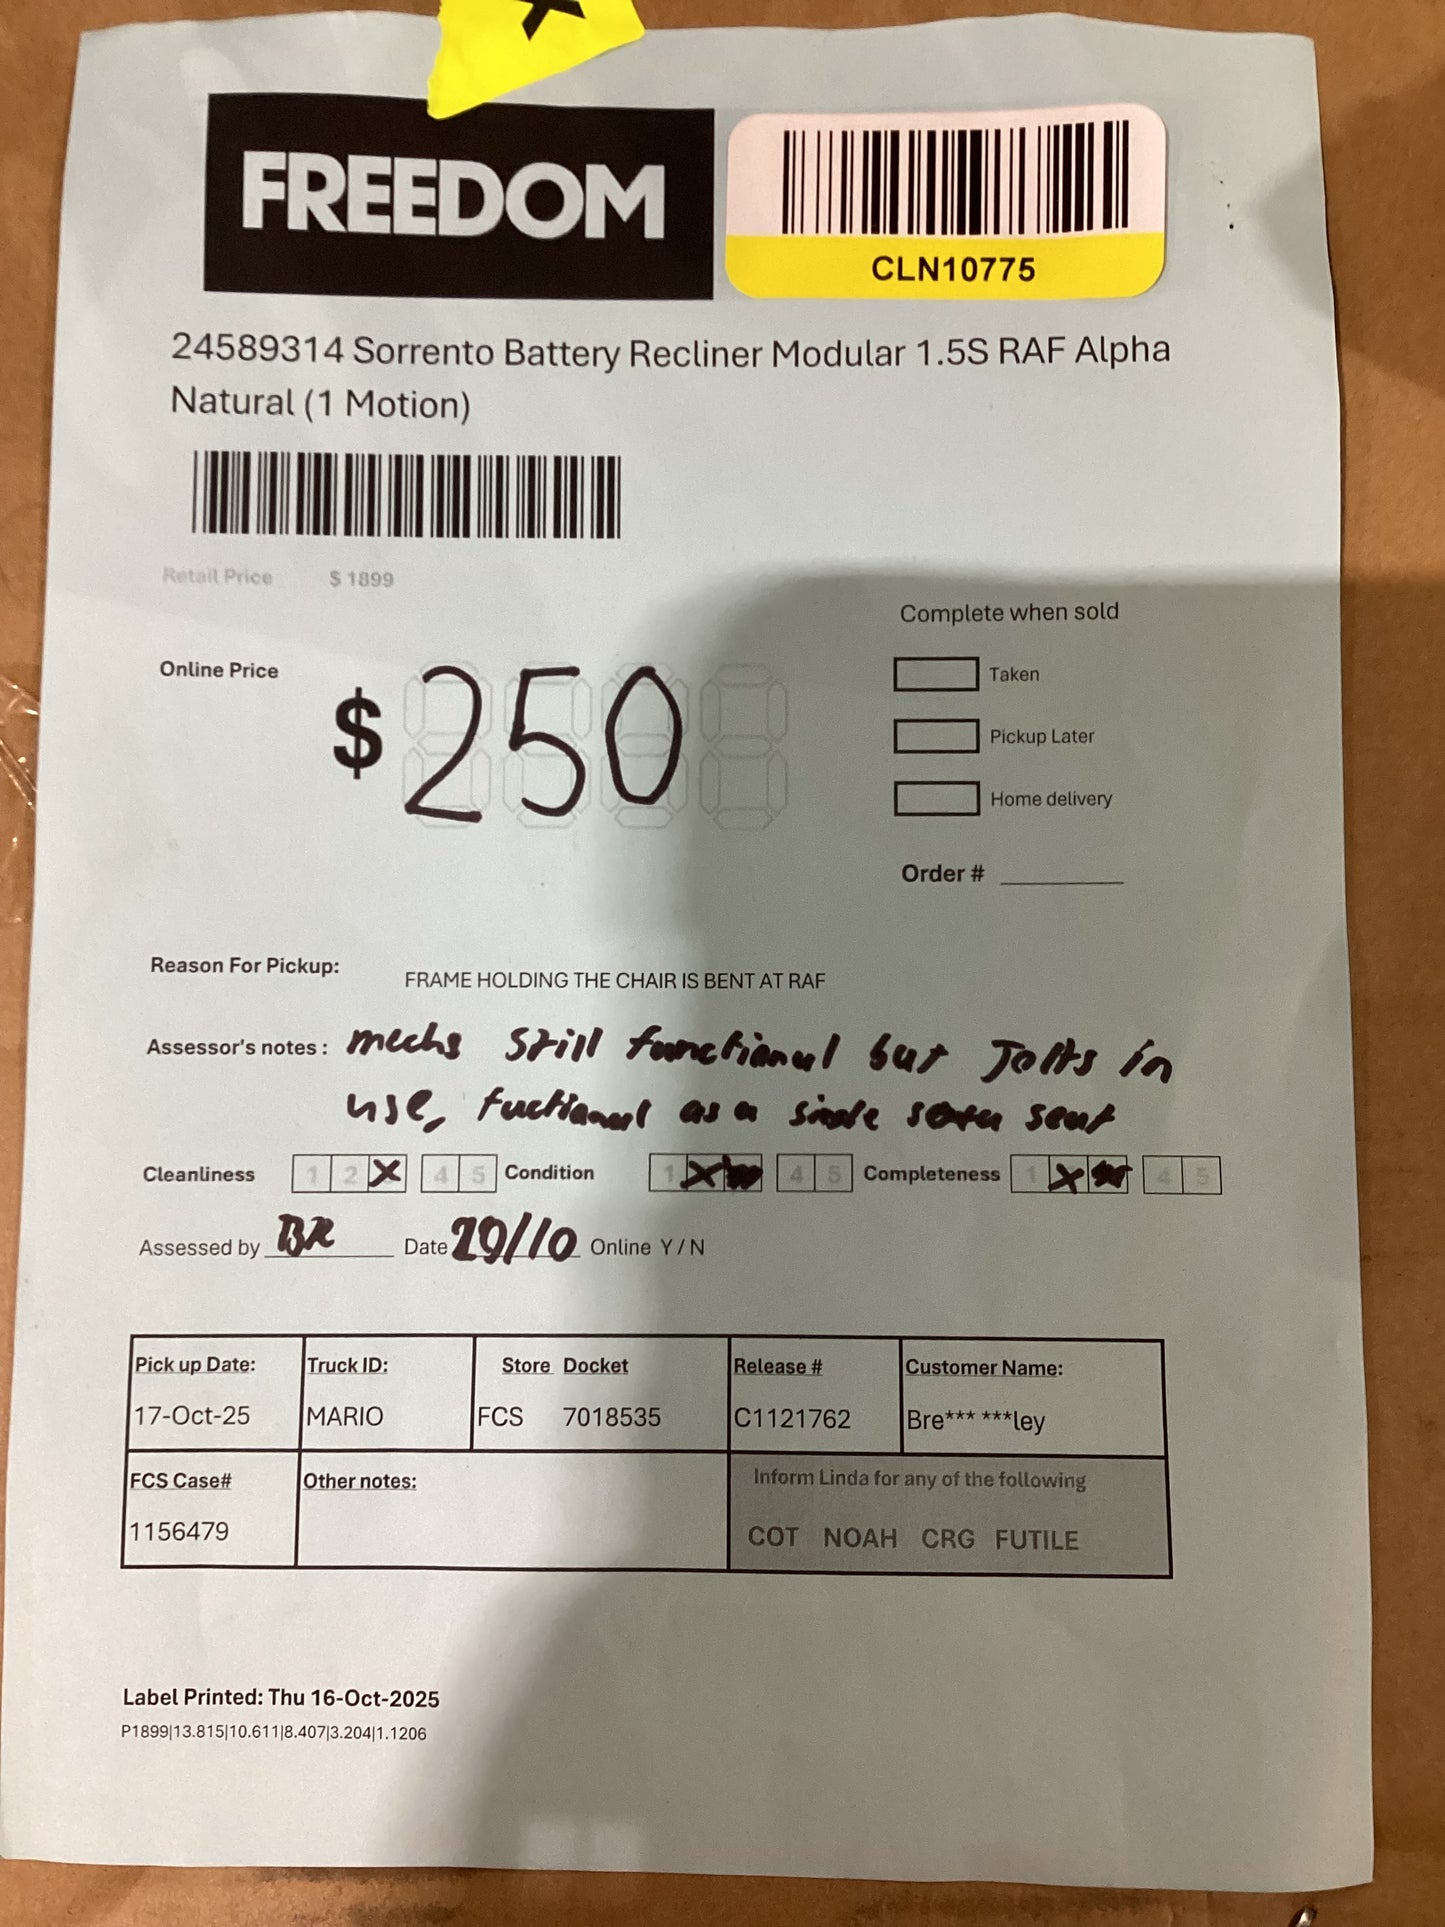 FREEDOM
CLN10775
24589314 Sorrento Battery Recliner Modular 1.5S RAF Alpha
Natural (1 Motion)
Retail Price $ 1899
Complete when sold
Online Price $ 250
Taken
Pickup Later
Home delivery
Order #
Reason For Pickup: FRAME HOLDING THE CHAIR IS BENT AT RAF
Assessor's notes : mechs still functional but Jolts in
use, fuctional as a single seat
Cleanliness 1 2 X 4 5 Condition 1 X 4 5 Completeness 1 X 4 5
Assessed by BR Date 29/10 Online Y / N
Pick up Date: Truck ID: Store Docket Release # Customer Name:
17-Oct-25 MARIO FCS 7018535 C1121762 Bre*** ***ley
FCS Case# Other notes: Inform Linda for any of the following
1156479 COT NOAH CRG FUTILE
Label Printed: Thu 16-Oct-2025
P1899|13.815|10.611|8.407|3.204|1.1206